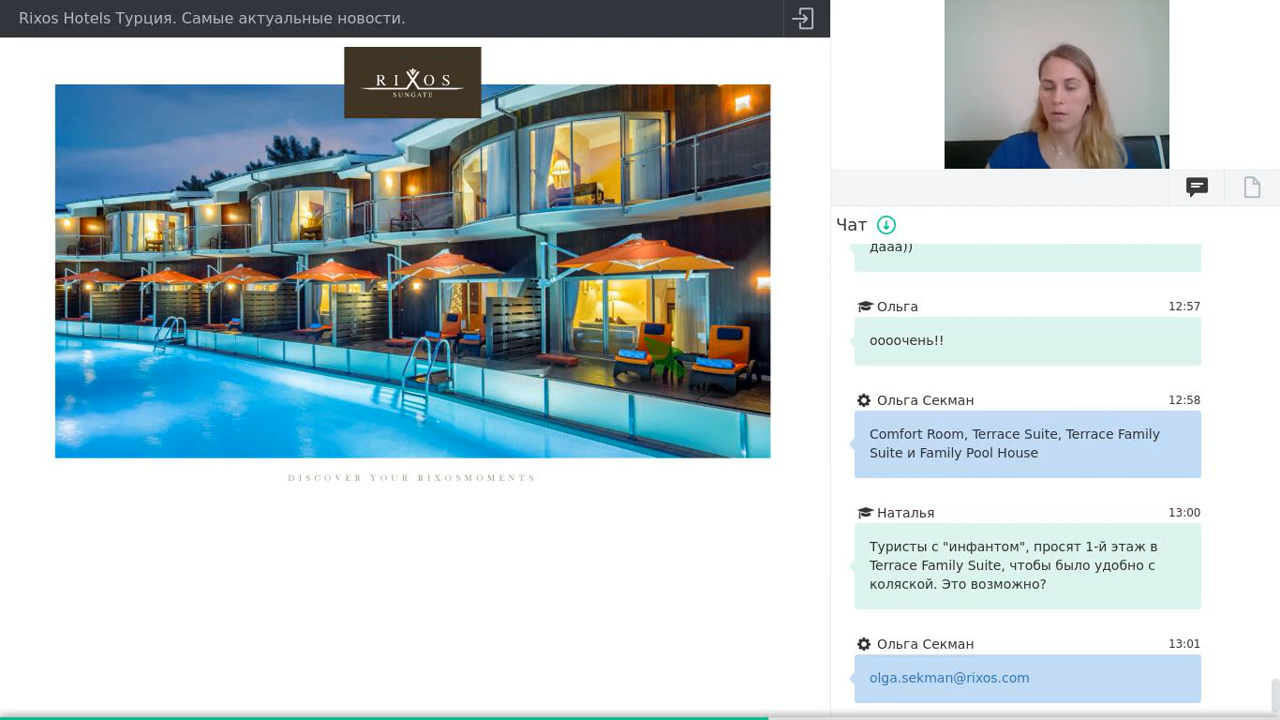 Rixos Hotels Турция. Самые актуальные новости.
RIXOS
SUNGATE
DISCOVER YOUR RIXOSMOMENTS
Чат
дааа))
Ольга 12:57
оооочень!!
Ольга Секман 12:58
Comfort Room, Terrace Suite, Terrace Family
Suite и Family Pool House
Наталья 13:00
Туристы с "инфантом", просят 1-й этаж в
Terrace Family Suite, чтобы было удобно с
коляской. Это возможно?
Ольга Секман 13:01
olga.sekman@rixos.com